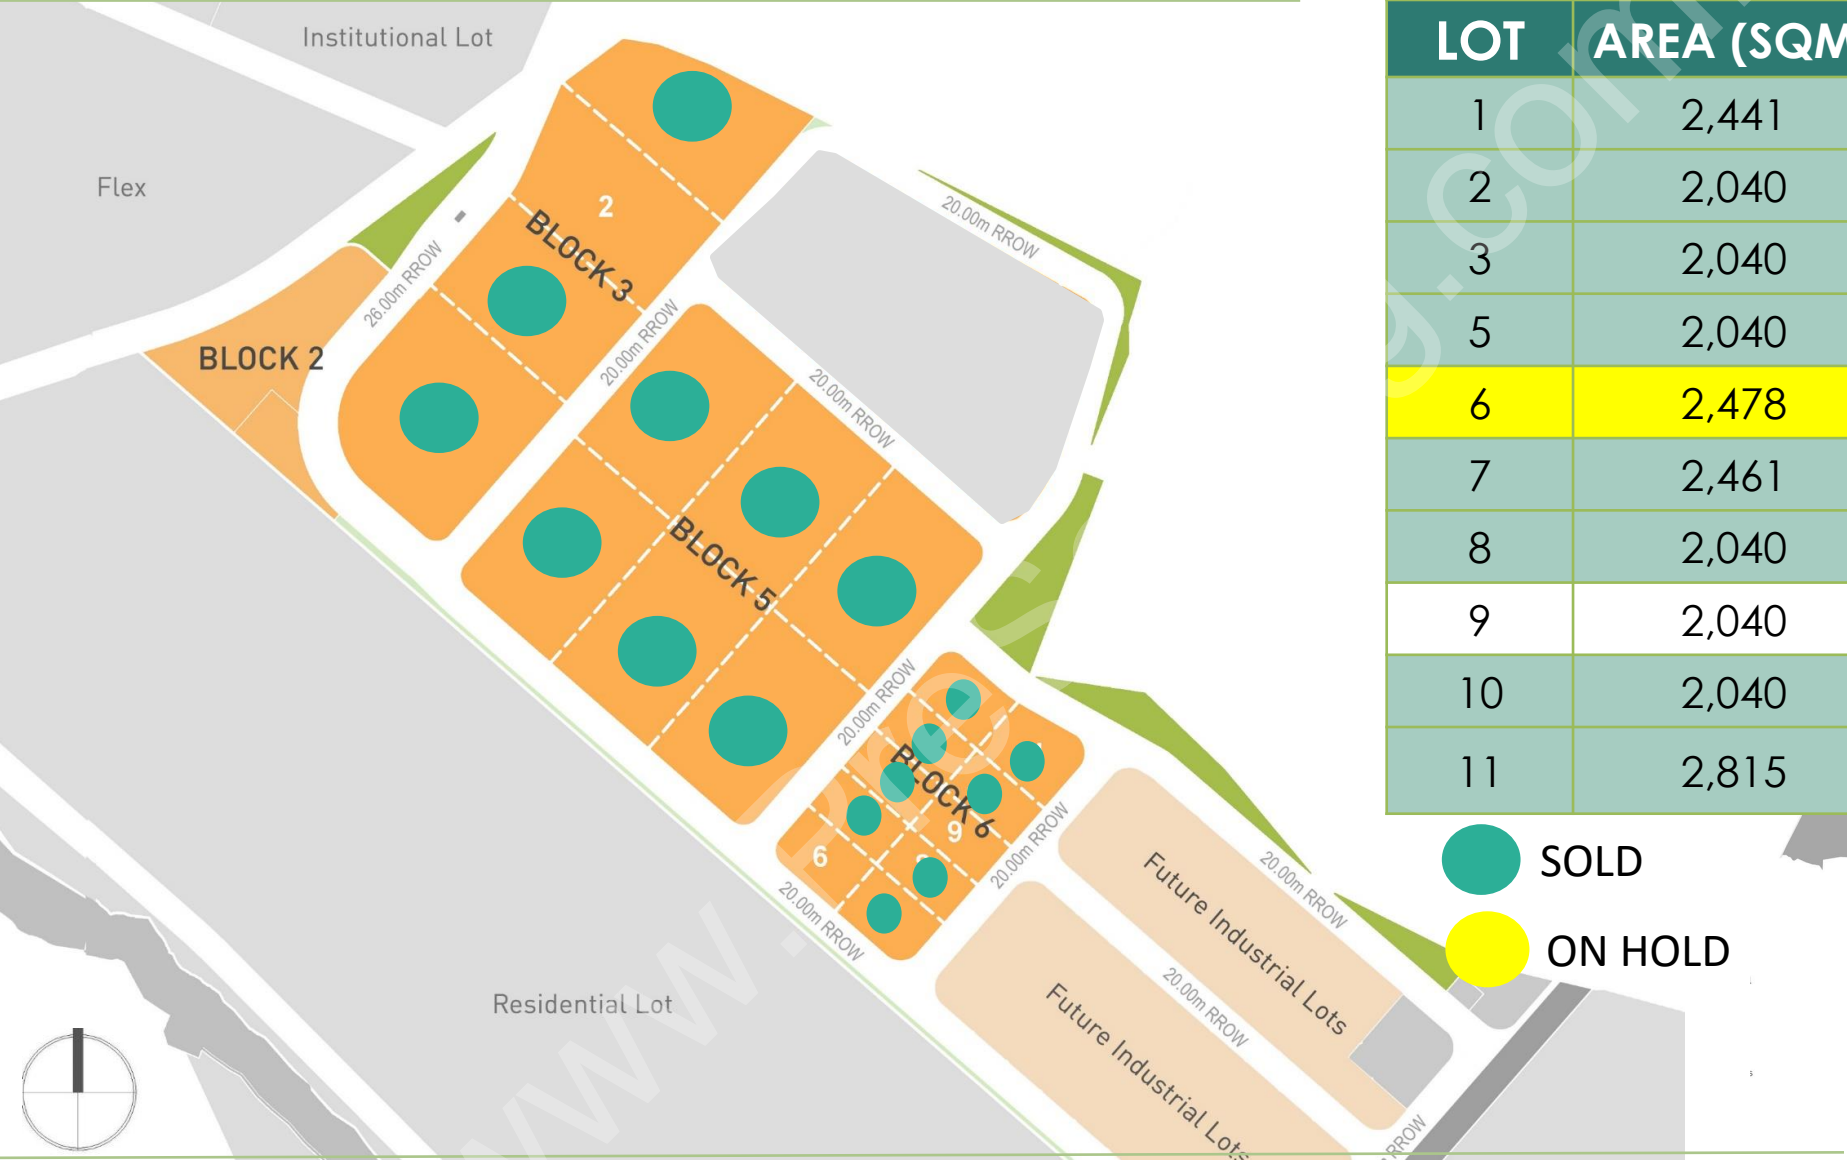 Institutional Lot
Flex
2
BLOCK 3
20.00m RROW
26.00m RROW
BLOCK 2
20.00m RROW
20.00m RROW
BLOCK 5
20.00m RROW
BLOCK 6
9
6
20.00m RROW
20.00m RROW
Future Industrial Lots
20.00m RROW
20.00m RROW
Future Industrial Lots
RROW
Residential Lot
LOT AREA (SQM
1 2,441
2 2,040
3 2,040
5 2,040
6 2,478
7 2,461
8 2,040
9 2,040
10 2,040
11 2,815
SOLD
ON HOLD